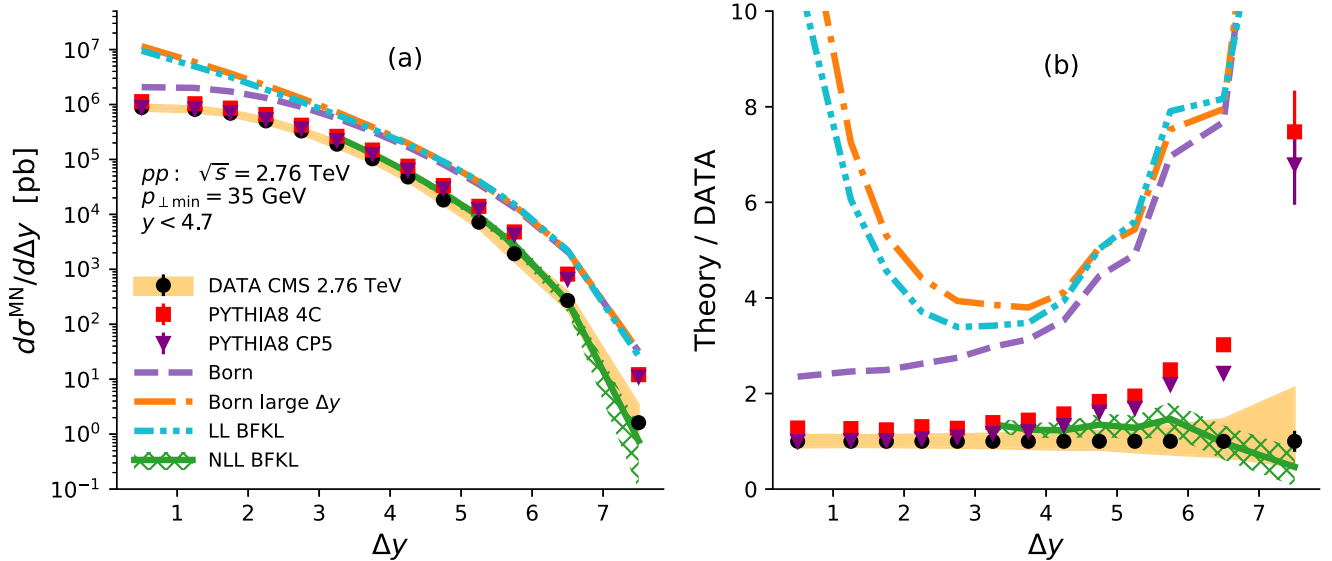 (a)
dσ^MN/dΔy [pb]
10^7
10^6
10^5
10^4
10^3
10^2
10^1
10^0
10^−1
pp : √s = 2.76 TeV
p⊥ min = 35 GeV
y < 4.7
DATA CMS 2.76 TeV
PYTHIA8 4C
PYTHIA8 CP5
Born
Born large Δy
LL BFKL
NLL BFKL
1 2 3 4 5 6 7
Δy
(b)
Theory / DATA
10
8
6
4
2
0
1 2 3 4 5 6 7
Δy